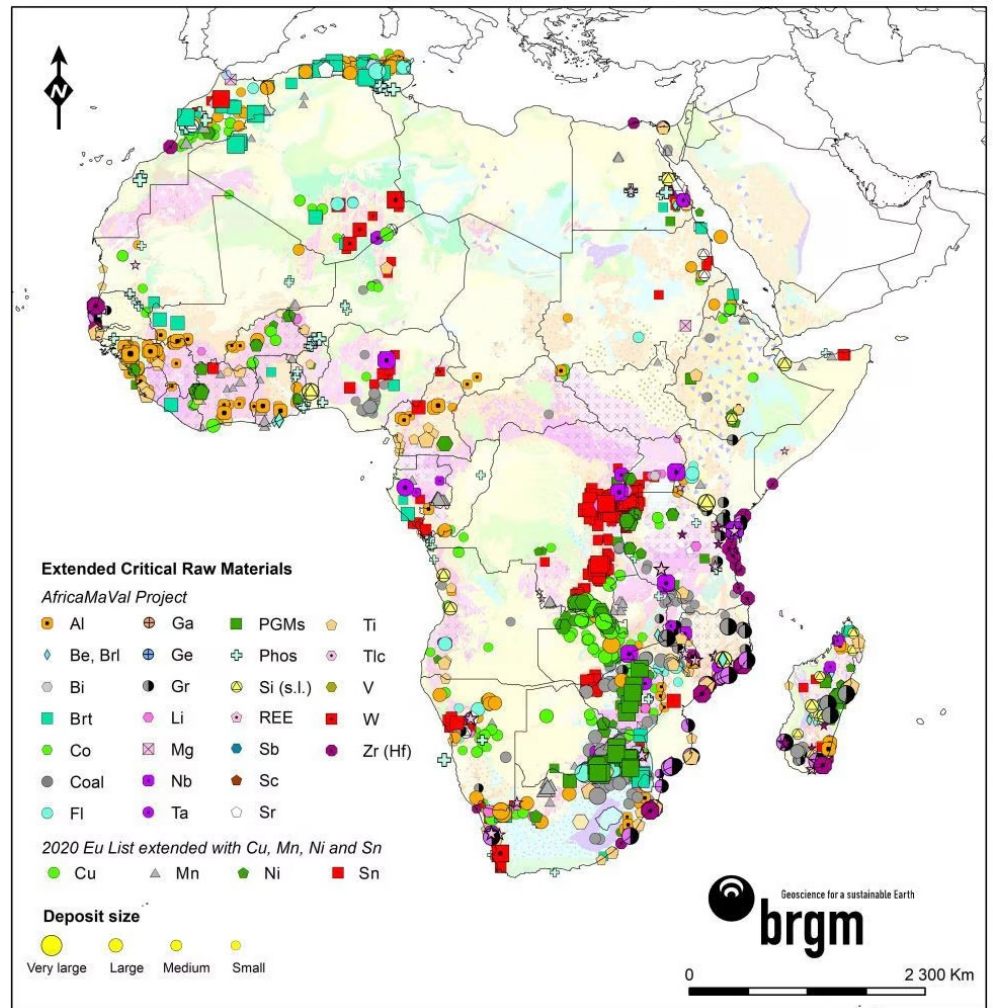 N
Extended Critical Raw Materials
AfricaMaVal Project
Al
Ga
PGMs
Ti
Be, Brl
Ge
Phos
Tlc
Bi
Gr
Si (s.l.)
V
Brt
Li
REE
W
Co
Mg
Sb
Zr (Hf)
Coal
Nb
Sc
Fl
Ta
Sr
2020 Eu List extended with Cu, Mn, Ni and Sn
Cu
Mn
Ni
Sn
Deposit size
Very large
Large
Medium
Small
Geoscience for a sustainable Earth
brgm
0
2 300 Km